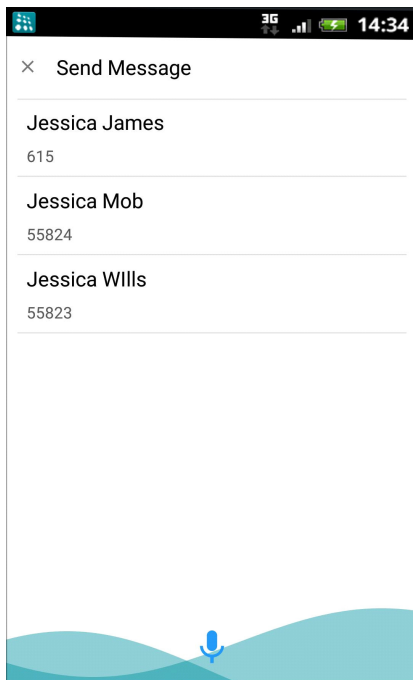 3G
14:34
Send Message
Jessica James
615
Jessica Mob
55824
Jessica WIlls
55823